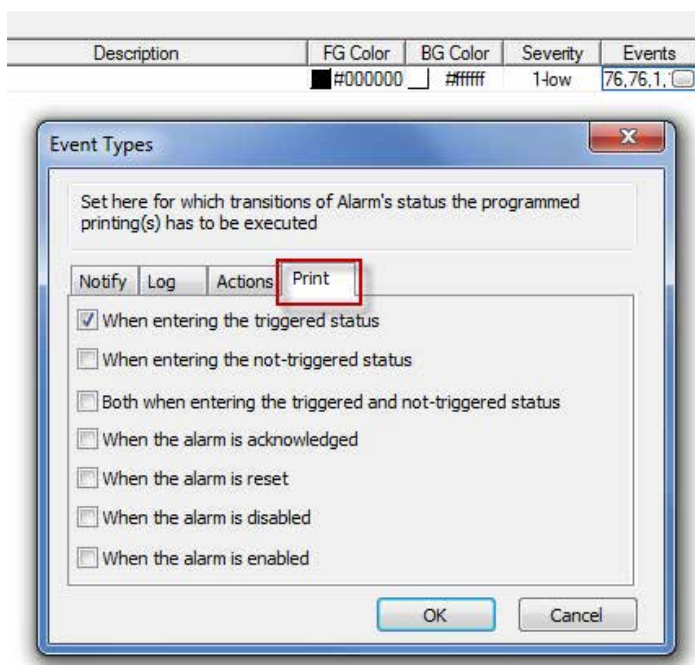 Description FG Color BG Color Severity Events
#000000 #ffffff 1-low 76,76,1,
Event Types
Set here for which transitions of Alarm's status the programmed
printing(s) has to be executed
Notify Log Actions Print
When entering the triggered status
When entering the not-triggered status
Both when entering the triggered and not-triggered status
When the alarm is acknowledged
When the alarm is reset
When the alarm is disabled
When the alarm is enabled
OK Cancel